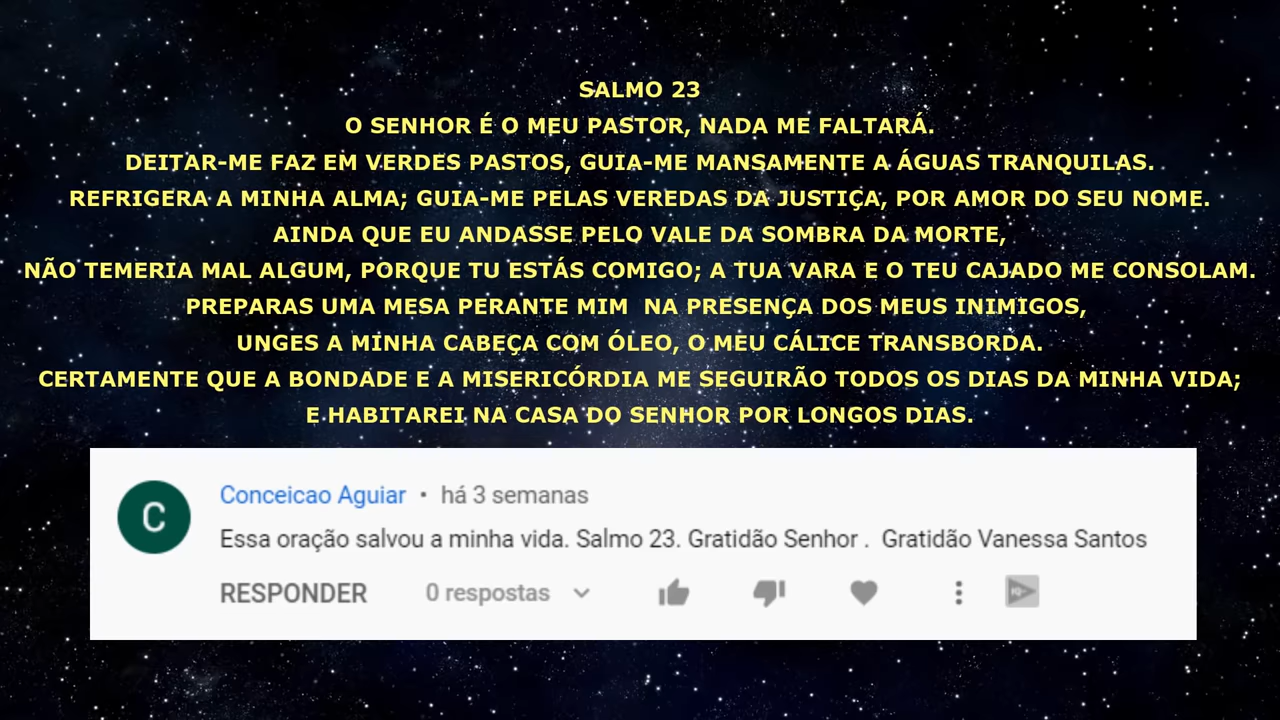 SALMO 23
O SENHOR É O MEU PASTOR, NADA ME FALTARÁ.
DEITAR-ME FAZ EM VERDES PASTOS, GUIA-ME MANSAMENTE A ÁGUAS TRANQUILAS.
REFRIGERA A MINHA ALMA; GUIA-ME PELAS VEREDAS DA JUSTIÇA, POR AMOR DO SEU NOME.
AINDA QUE EU ANDASSE PELO VALE DA SOMBRA DA MORTE,
NÃO TEMERIA MAL ALGUM, PORQUE TU ESTÁS COMIGO; A TUA VARA E O TEU CAJADO ME CONSOLAM.
PREPARAS UMA MESA PERANTE MIM  NA PRESENÇA DOS MEUS INIMIGOS,
UNGES A MINHA CABEÇA COM ÓLEO, O MEU CÁLICE TRANSBORDA.
CERTAMENTE QUE A BONDADE E A MISERICÓRDIA ME SEGUIRÃO TODOS OS DIAS DA MINHA VIDA;
E HABITAREI NA CASA DO SENHOR POR LONGOS DIAS.
C
Conceicao Aguiar • há 3 semanas
Essa oração salvou a minha vida. Salmo 23. Gratidão Senhor .  Gratidão Vanessa Santos
RESPONDER 0 respostas